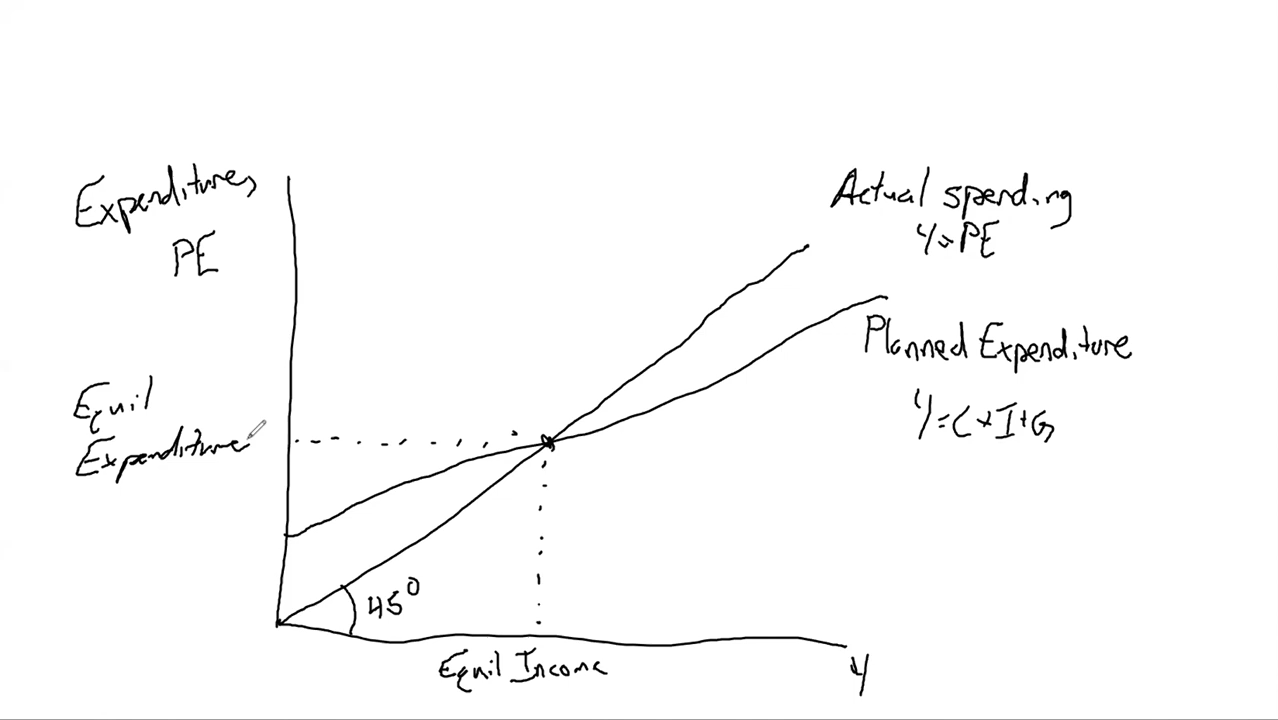 Expenditures
PE
Actual spending
Y=PE
Planned Expenditure
Y=C+I+G
Equil
Expenditure
45°
Equil Income
Y